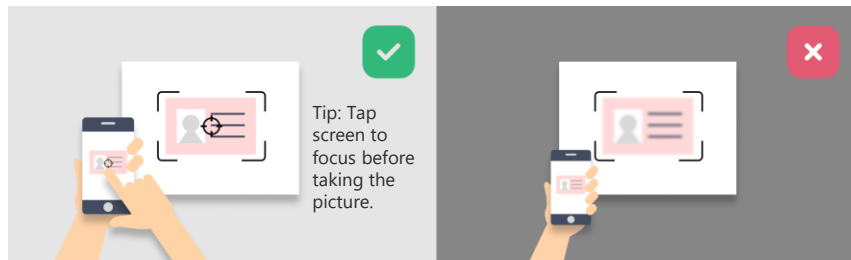 Tip: Tap
screen to
focus before
taking the
picture.